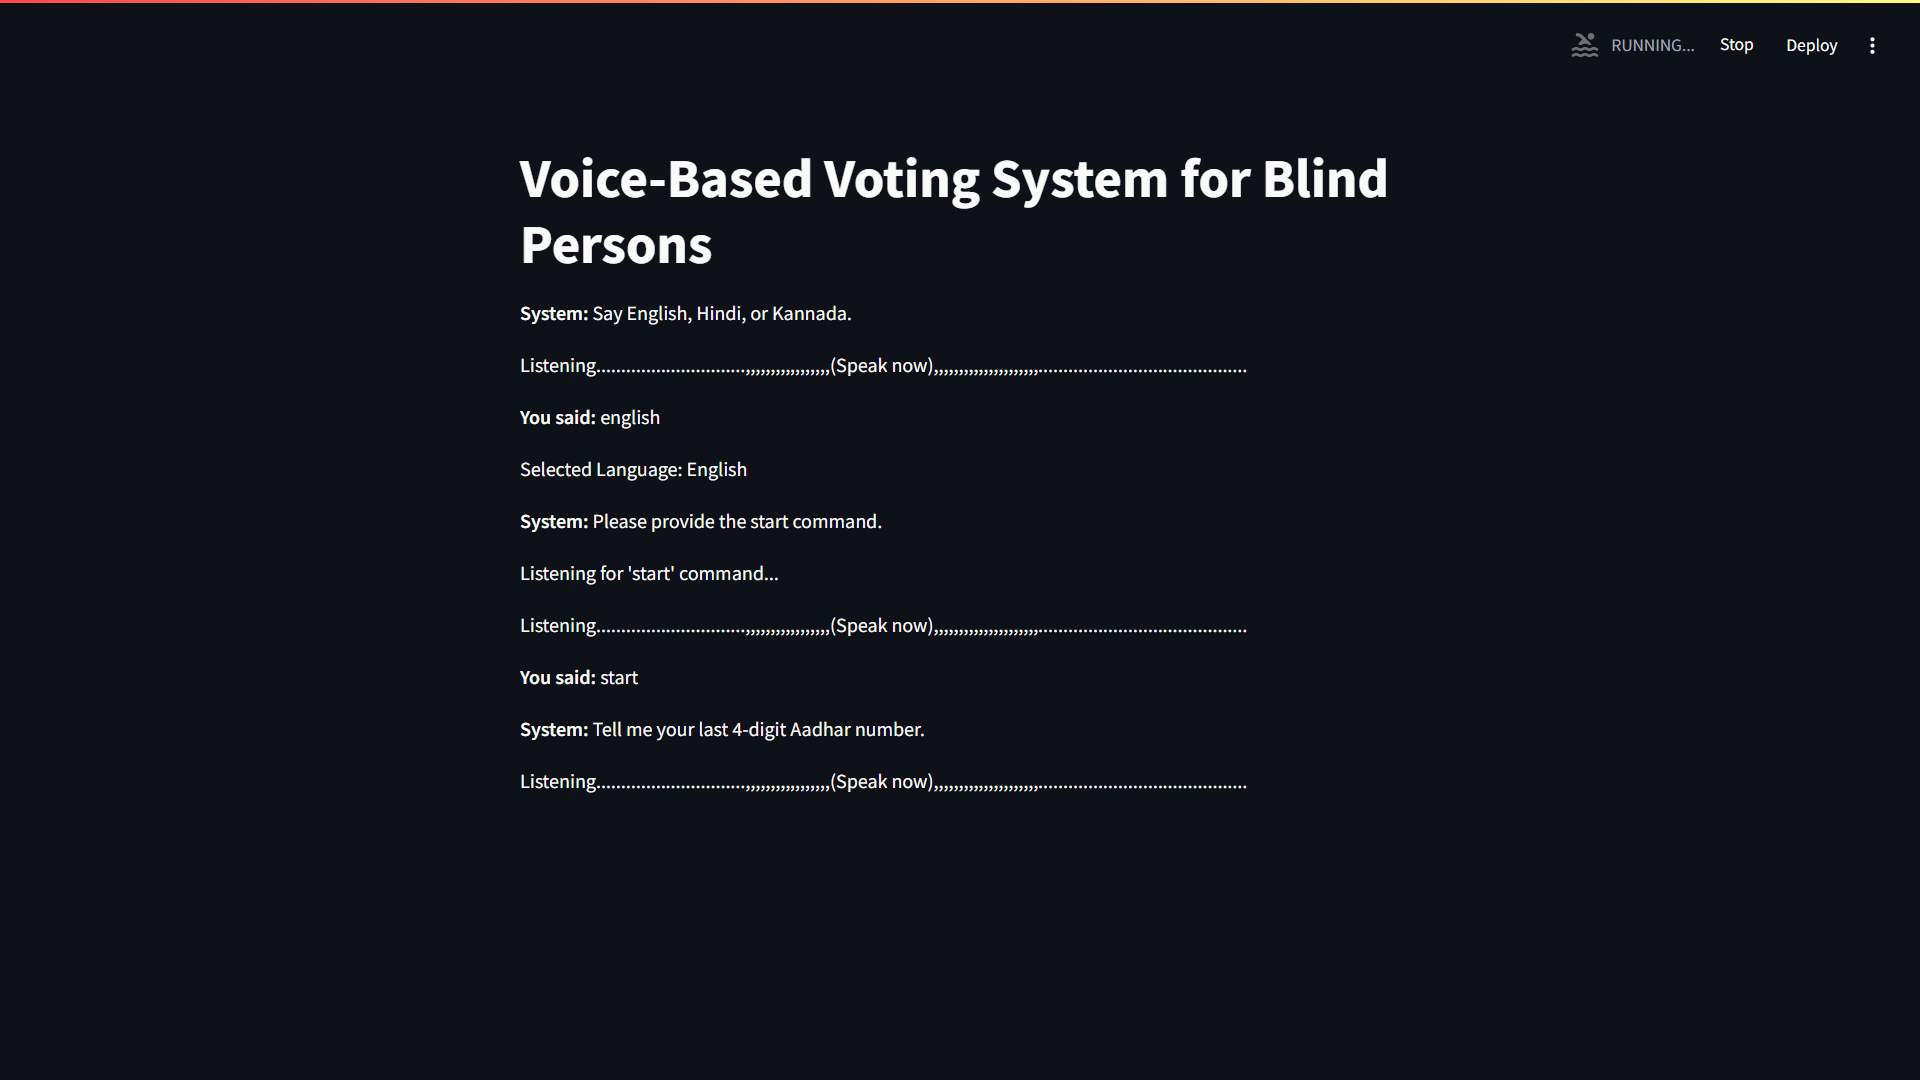 RUNNING...
Stop
Deploy
Voice-Based Voting System for Blind
Persons
System: Say English, Hindi, or Kannada.
Listening..............................,,,,,,,,,,,,,,,,,(Speak now),,,,,,,,,,,,,,,,,,,,,..........................................
You said: english
Selected Language: English
System: Please provide the start command.
Listening for 'start' command...
Listening..............................,,,,,,,,,,,,,,,,,(Speak now),,,,,,,,,,,,,,,,,,,,,..........................................
You said: start
System: Tell me your last 4-digit Aadhar number.
Listening..............................,,,,,,,,,,,,,,,,,(Speak now),,,,,,,,,,,,,,,,,,,,,..........................................